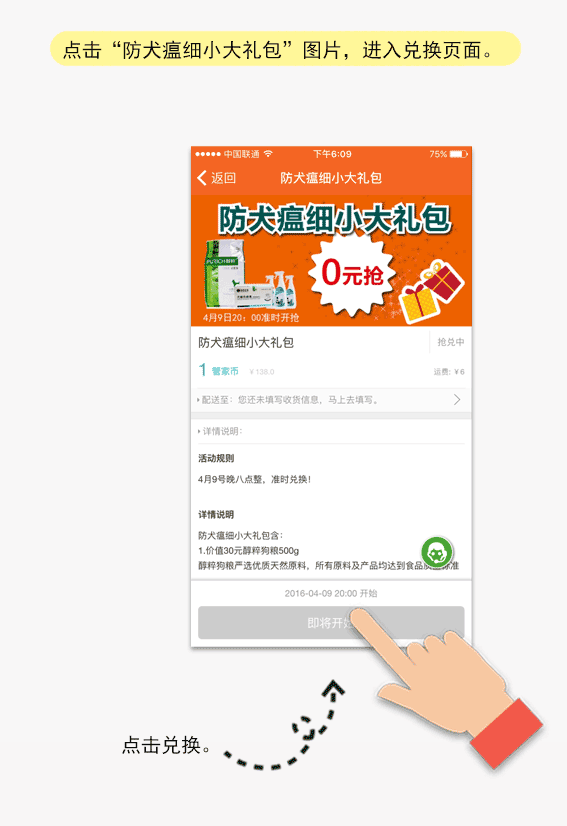 点击“防犬瘟细小大礼包”图片，进入兑换页面。
中国联通 下午6:09 75%
返回 防犬瘟细小大礼包
防犬瘟细小大礼包
0元抢
4月9日20：00准时开抢
防犬瘟细小大礼包 抢兑中
1 管家币 ￥138.0 运费: ￥6
配送至: 您还未填写收货信息，马上去填写。
详情说明:
活动规则
4月9号晚八点整，准时兑换!
详情说明
防犬瘟细小大礼包含:
1.价值30元醇粹狗粮500g
醇粹狗粮严选优质天然原料，所有原料及产品均达到食品标准
2016-04-09 20:00 开始
即将开始
点击兑换。